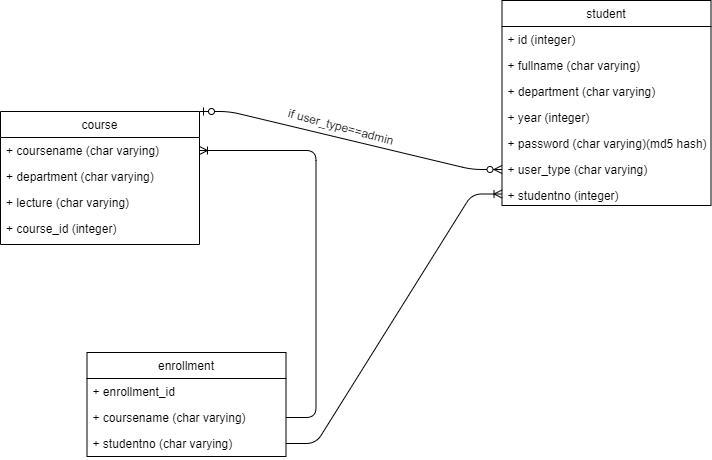 student
+ id (integer)
+ fullname (char varying)
+ department (char varying)
+ year (integer)
+ password (char varying)(md5 hash)
+ user_type (char varying)
+ studentno (integer)
if user_type==admin
course
+ coursename (char varying)
+ department (char varying)
+ lecture (char varying)
+ course_id (integer)
enrollment
+ enrollment_id
+ coursename (char varying)
+ studentno (char varying)